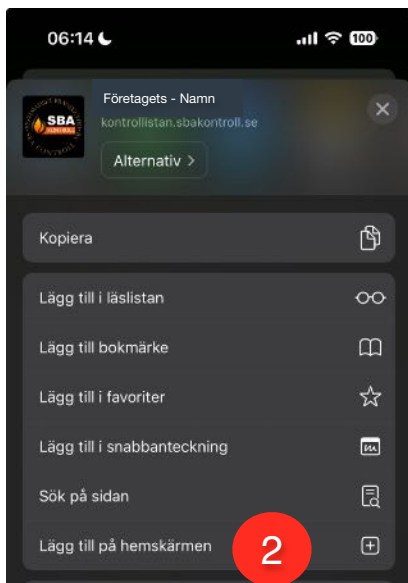 06:14
100
SBA
KONTROLL
Företagets - Namn
kontrollistan.sbakontroll.se
Alternativ >
Kopiera
Lägg till i läslistan
Lägg till bokmärke
Lägg till i favoriter
Lägg till i snabbanteckning
Sök på sidan
Lägg till på hemskärmen
2